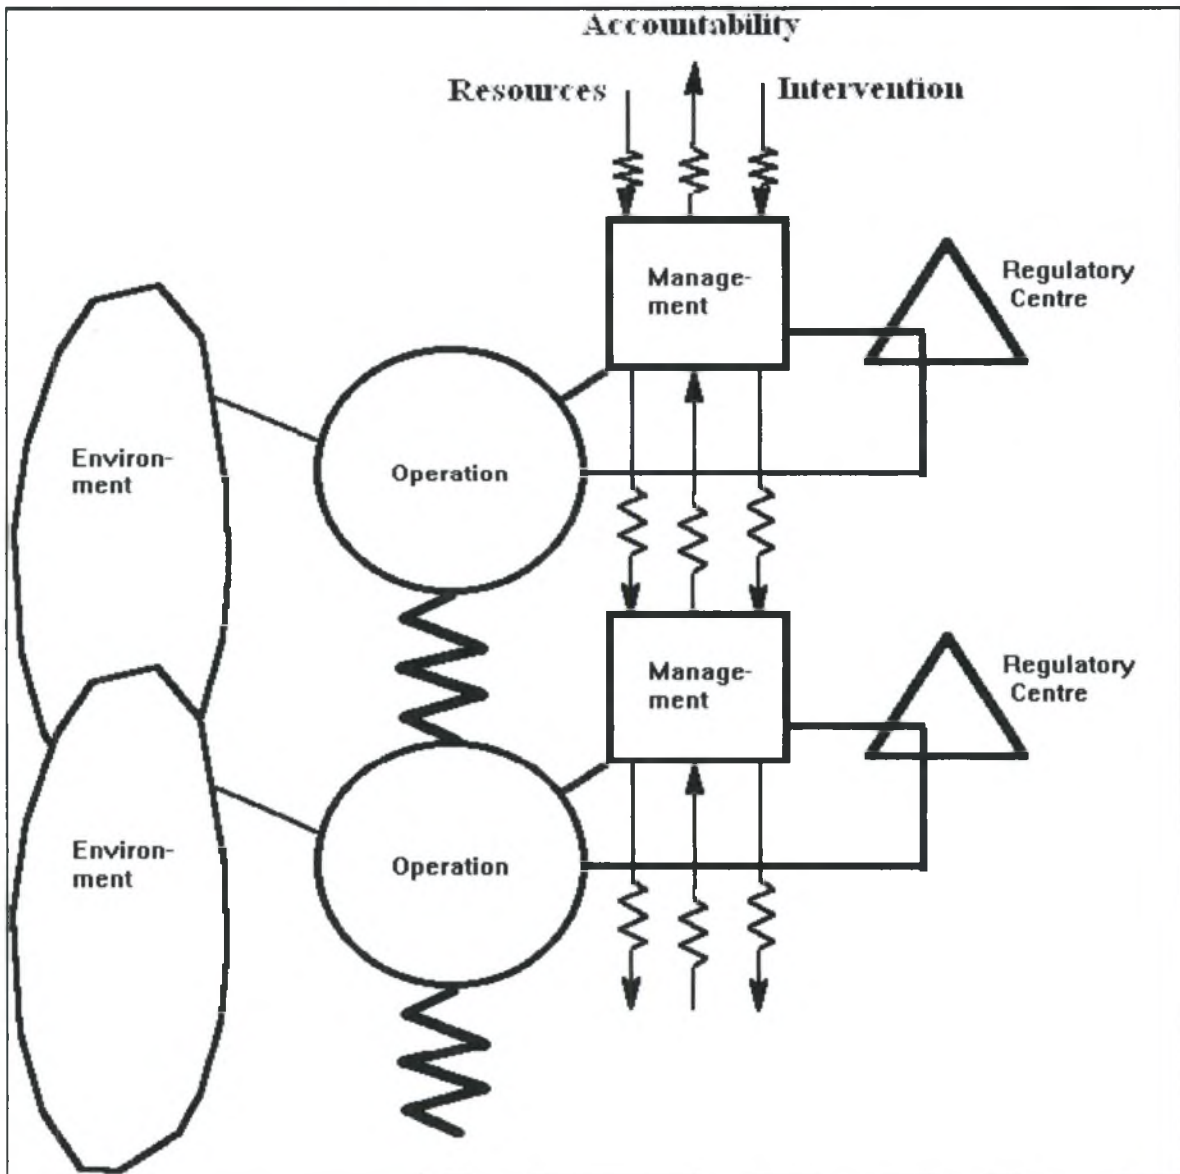 Accountability
Resources
Intervention
Manage-
ment
Regulatory
Centre
Environ-
ment
Operation
Manage-
ment
Regulatory
Centre
Environ-
ment
Operation